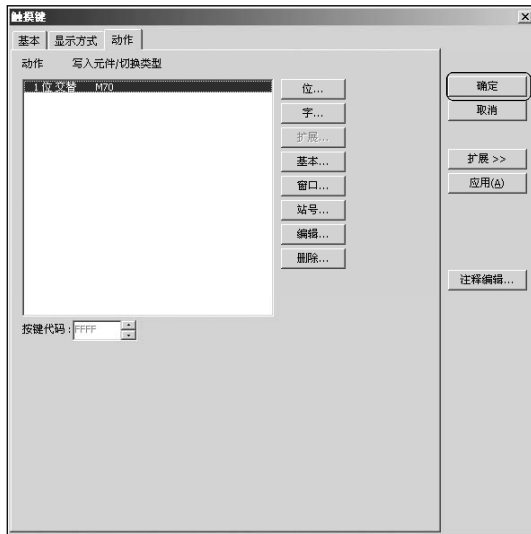 触摸键
基本 显示方式 动作
动作 写入元件/切换类型
1 位 交替 M70
位...
字...
扩展...
基本...
窗口...
站号...
编辑...
删除...
按键代码：FFFF
确定
取消
扩展 >>
应用(A)
注释编辑...